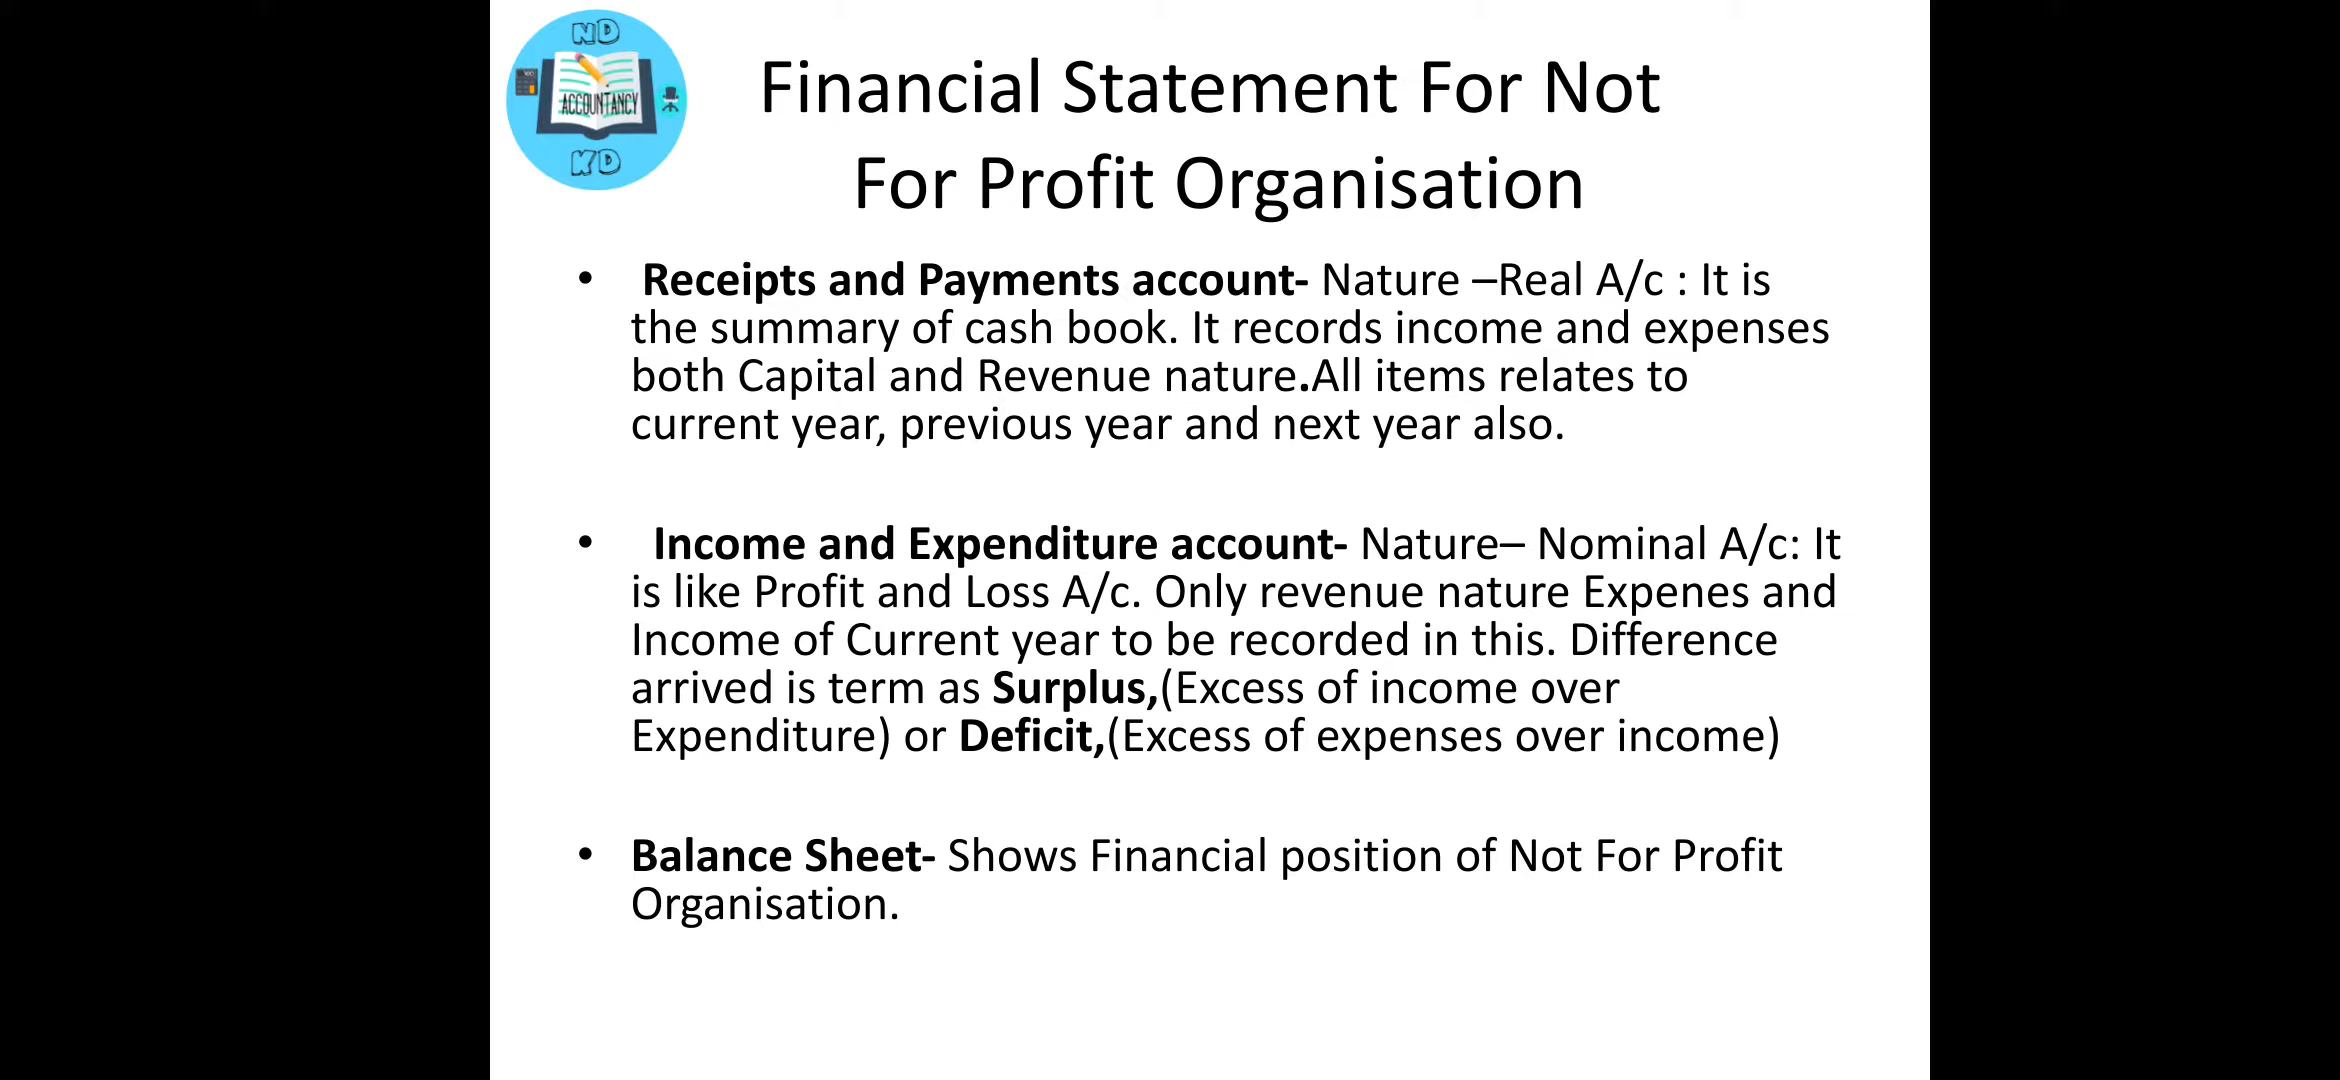 ND
ACCOUNTANCY
KD
Financial Statement For Not
For Profit Organisation
• Receipts and Payments account- Nature –Real A/c : It is
the summary of cash book. It records income and expenses
both Capital and Revenue nature.All items relates to
current year, previous year and next year also.
• Income and Expenditure account- Nature– Nominal A/c: It
is like Profit and Loss A/c. Only revenue nature Expenes and
Income of Current year to be recorded in this. Difference
arrived is term as Surplus,(Excess of income over
Expenditure) or Deficit,(Excess of expenses over income)
• Balance Sheet- Shows Financial position of Not For Profit
Organisation.